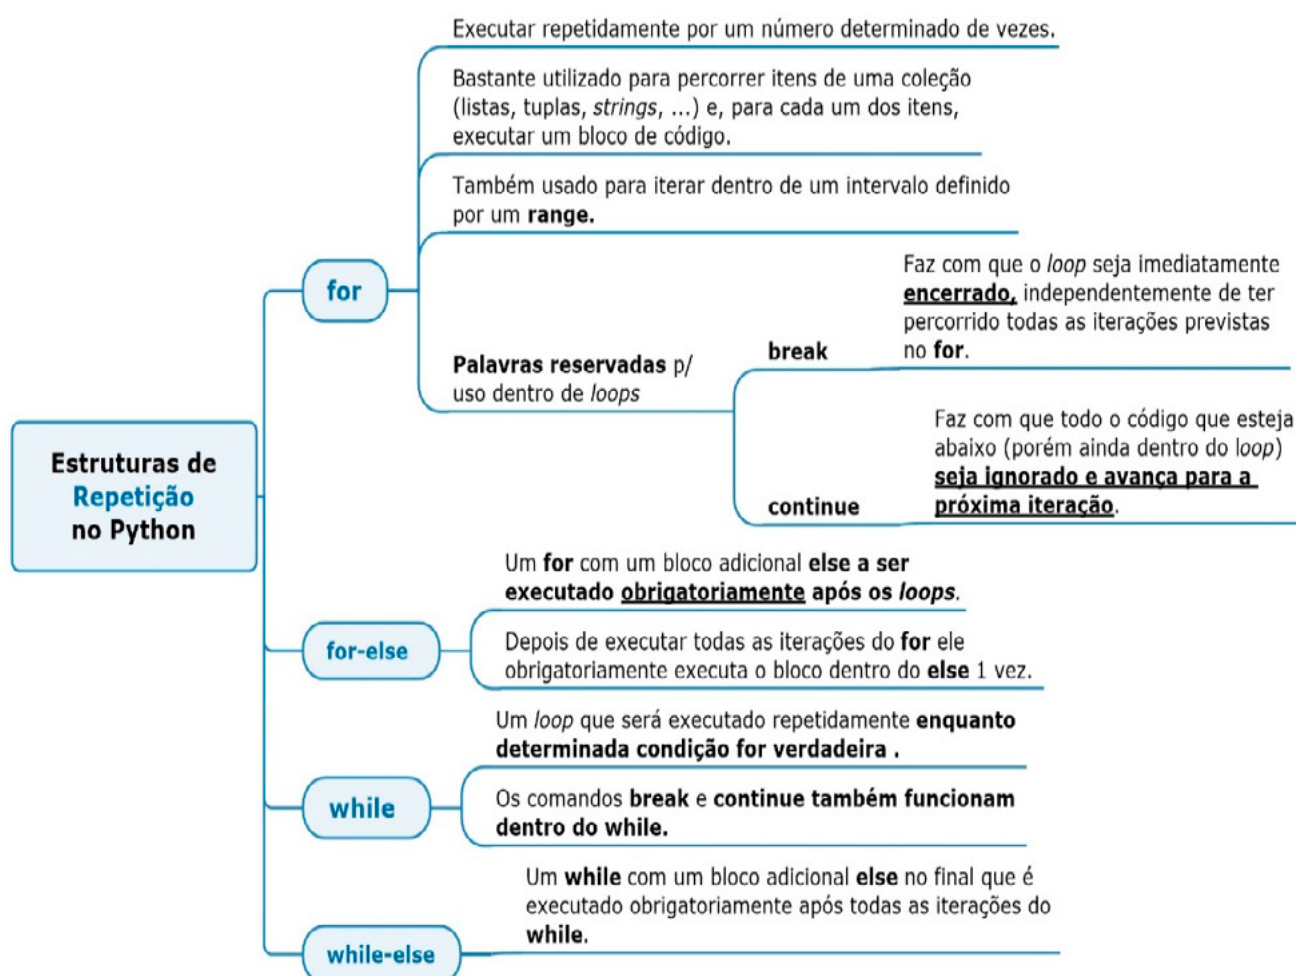 Executar repetidamente por um número determinado de vezes.
Bastante utilizado para percorrer itens de uma coleção
(listas, tuplas, strings, ...) e, para cada um dos itens,
executar um bloco de código.
Também usado para iterar dentro de um intervalo definido
por um range.
for
Palavras reservadas p/
uso dentro de loops
break
Faz com que o loop seja imediatamente
encerrado, independentemente de ter
percorrido todas as iterações previstas
no for.
continue
Faz com que todo o código que esteja
abaixo (porém ainda dentro do loop)
seja ignorado e avança para a
próxima iteração.
Estruturas de
Repetição
no Python
for-else
Um for com um bloco adicional else a ser
executado obrigatoriamente após os loops.
Depois de executar todas as iterações do for ele
obrigatoriamente executa o bloco dentro do else 1 vez.
while
Um loop que será executado repetidamente enquanto
determinada condição for verdadeira .
Os comandos break e continue também funcionam
dentro do while.
while-else
Um while com um bloco adicional else no final que é
executado obrigatoriamente após todas as iterações do
while.